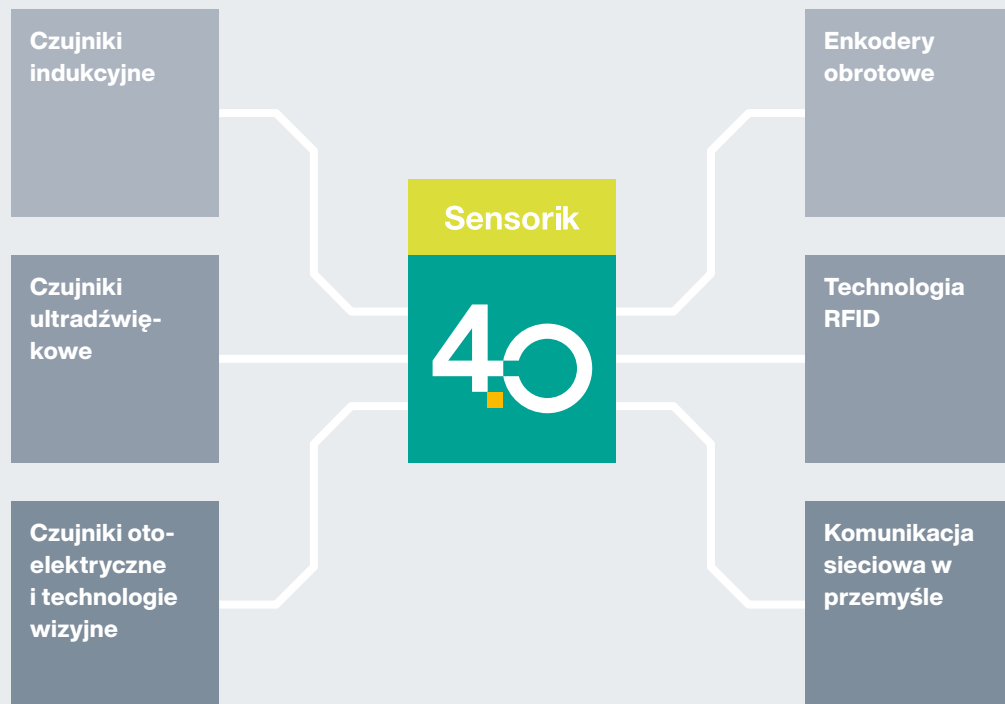 Czujniki
indukcyjne
Czujniki
ultradźwię-
kowe
Czujniki oto-
elektryczne
i technologie
wizyjne
Sensorik
4.0
Enkodery
obrotowe
Technologia
RFID
Komunikacja
sieciowa w
przemyśle